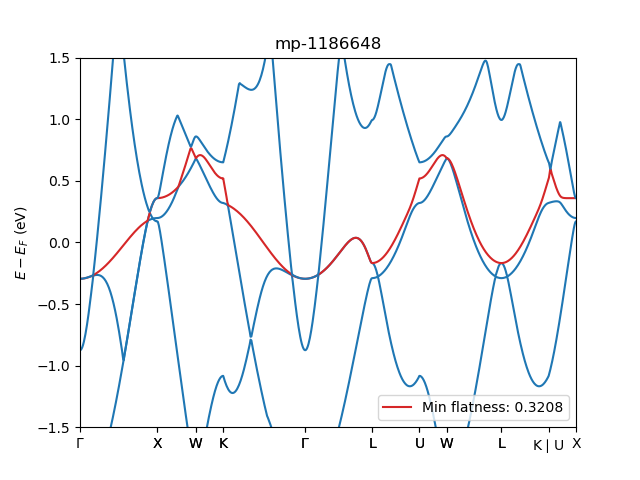 mp-1186648
E − E_F (eV)
1.5
1.0
0.5
0.0
−0.5
−1.0
−1.5
Min flatness: 0.3208
Γ X W K Γ L U W L K | U X